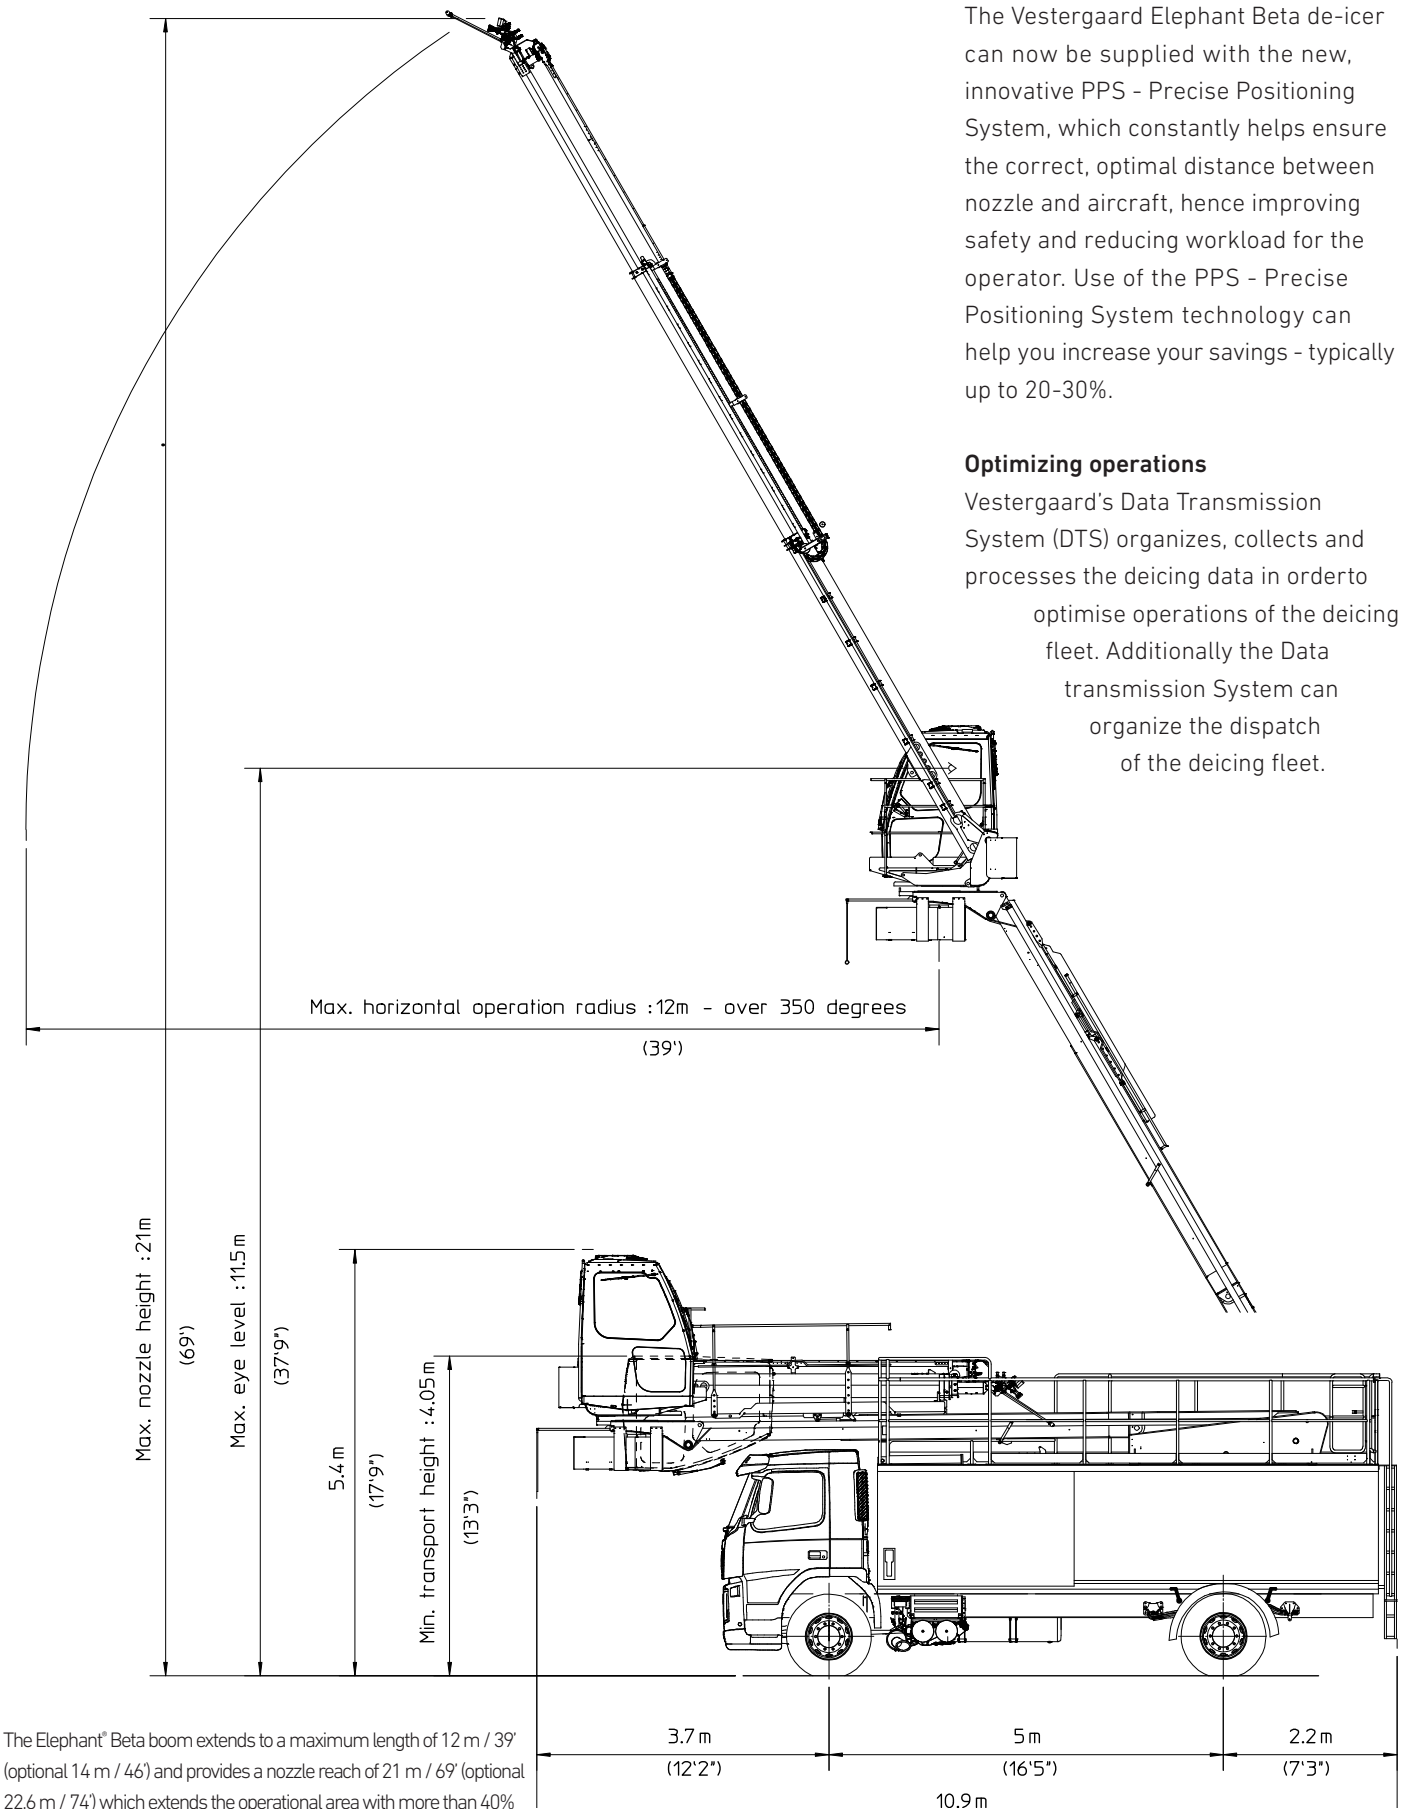 The Vestergaard Elephant Beta de-icer
can now be supplied with the new,
innovative PPS - Precise Positioning
System, which constantly helps ensure
the correct, optimal distance between
nozzle and aircraft, hence improving
safety and reducing workload for the
operator. Use of the PPS - Precise
Positioning System technology can
help you increase your savings - typically
up to 20-30%.
Optimizing operations
Vestergaard's Data Transmission
System (DTS) organizes, collects and
processes the deicing data in orderto
optimise operations of the deicing
fleet. Additionally the Data
transmission System can
organize the dispatch
of the deicing fleet.
Max. horizontal operation radius :12m - over 350 degrees
(39')
Max. nozzle height :21m
(69')
Max. eye level :11.5m
(37'9")
5.4m
(17'9")
Min. transport height :4.05m
(13'3")
3.7 m
(12'2")
5 m
(16'5")
2.2 m
(7'3")
10.9 m
The Elephant® Beta boom extends to a maximum length of 12 m / 39'
(optional 14 m / 46') and provides a nozzle reach of 21 m / 69' (optional
22.6 m / 74') which extends the operational area with more than 40%